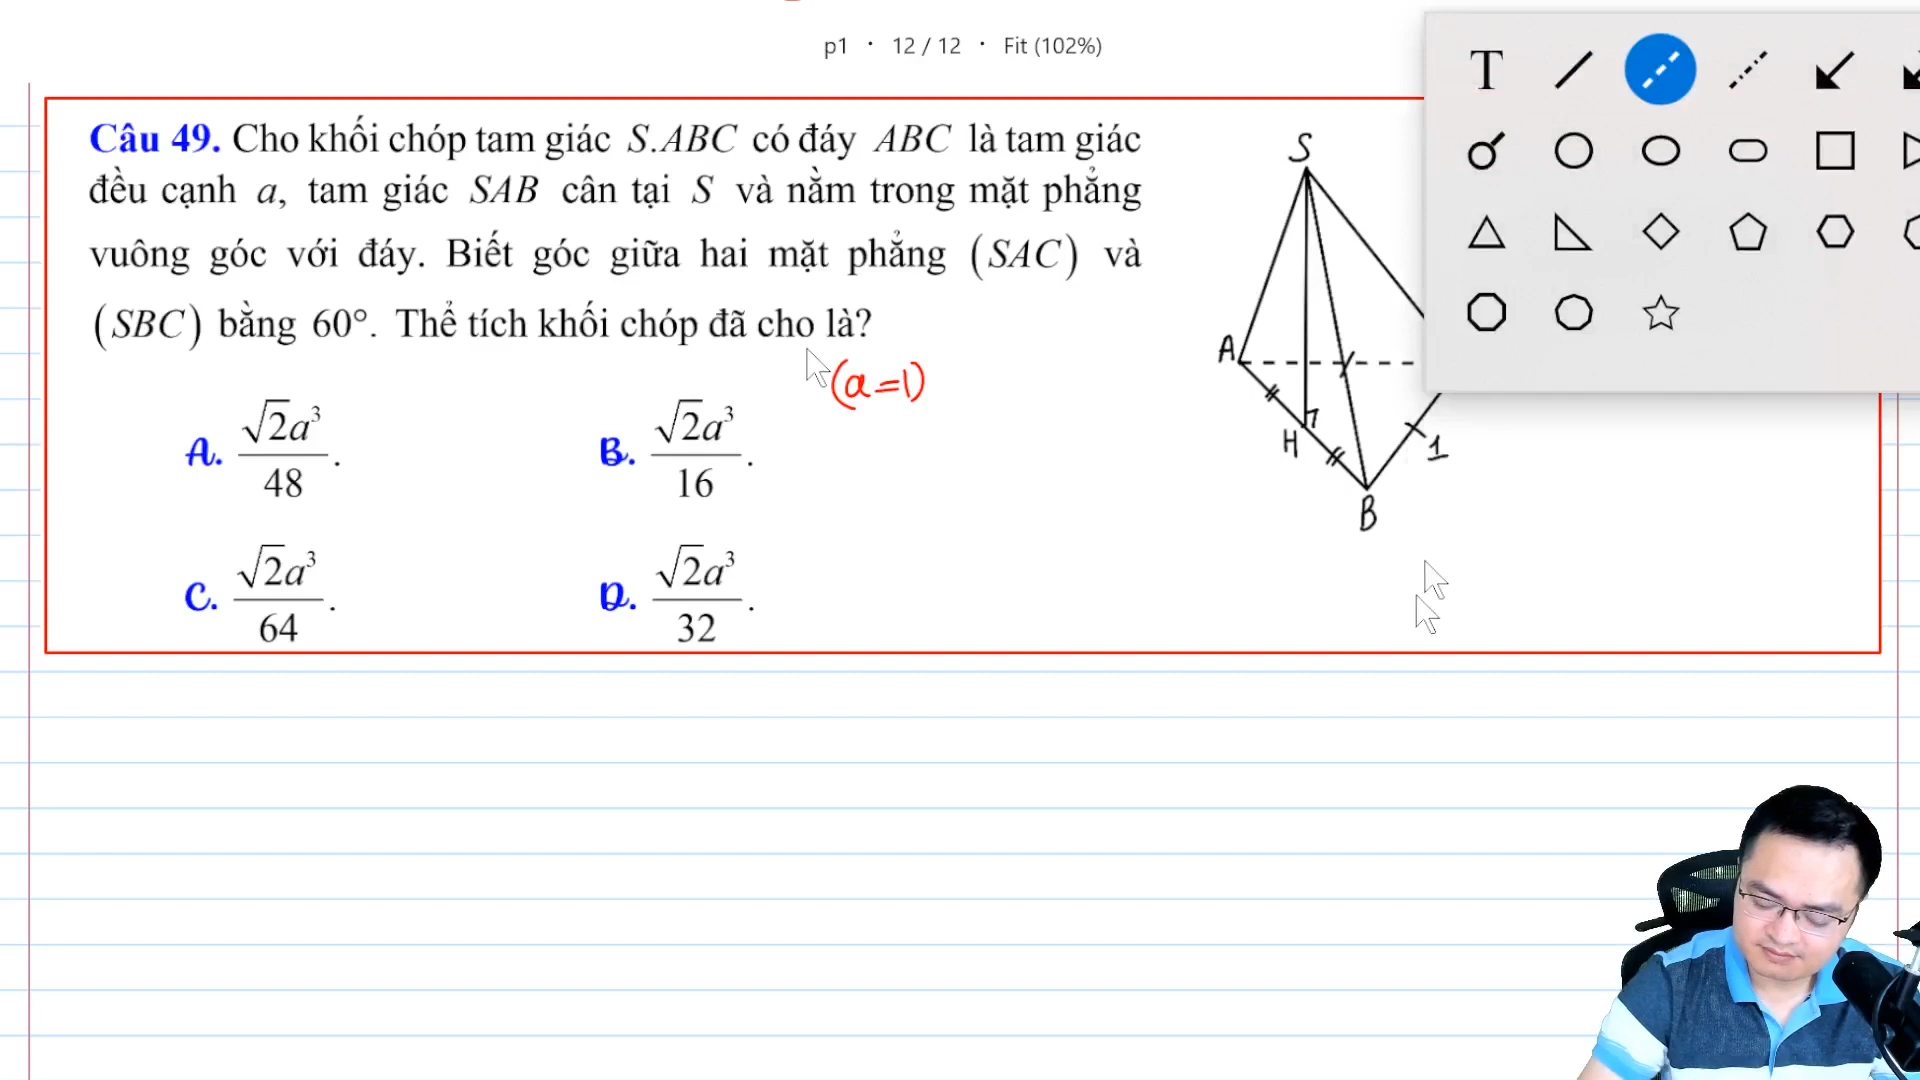 p1 · 12 / 12 · Fit (102%)
Câu 49. Cho khối chóp tam giác S.ABC có đáy ABC là tam giác
đều cạnh a, tam giác SAB cân tại S và nằm trong mặt phẳng
vuông góc với đáy. Biết góc giữa hai mặt phẳng (SAC) và
(SBC) bằng 60°. Thể tích khối chóp đã cho là?
(a=1)
A. √2a³/48.
B. √2a³/16.
C. √2a³/64.
D. √2a³/32.
S
A
H
1
B
T